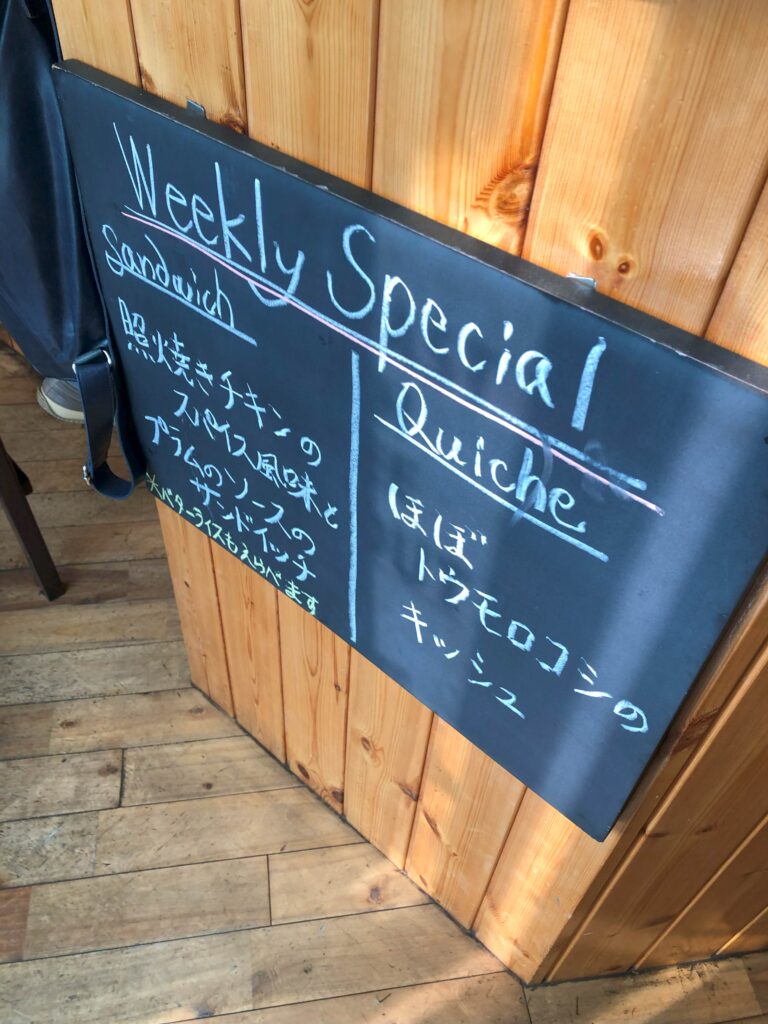 Weekly Special
Sandwich
照焼きチキンの
スパイス風味と
プラムのソースの
サンドイッチ
※バターライスもえらべます
Quiche
ほぼ
トウモロコシの
キッシュ